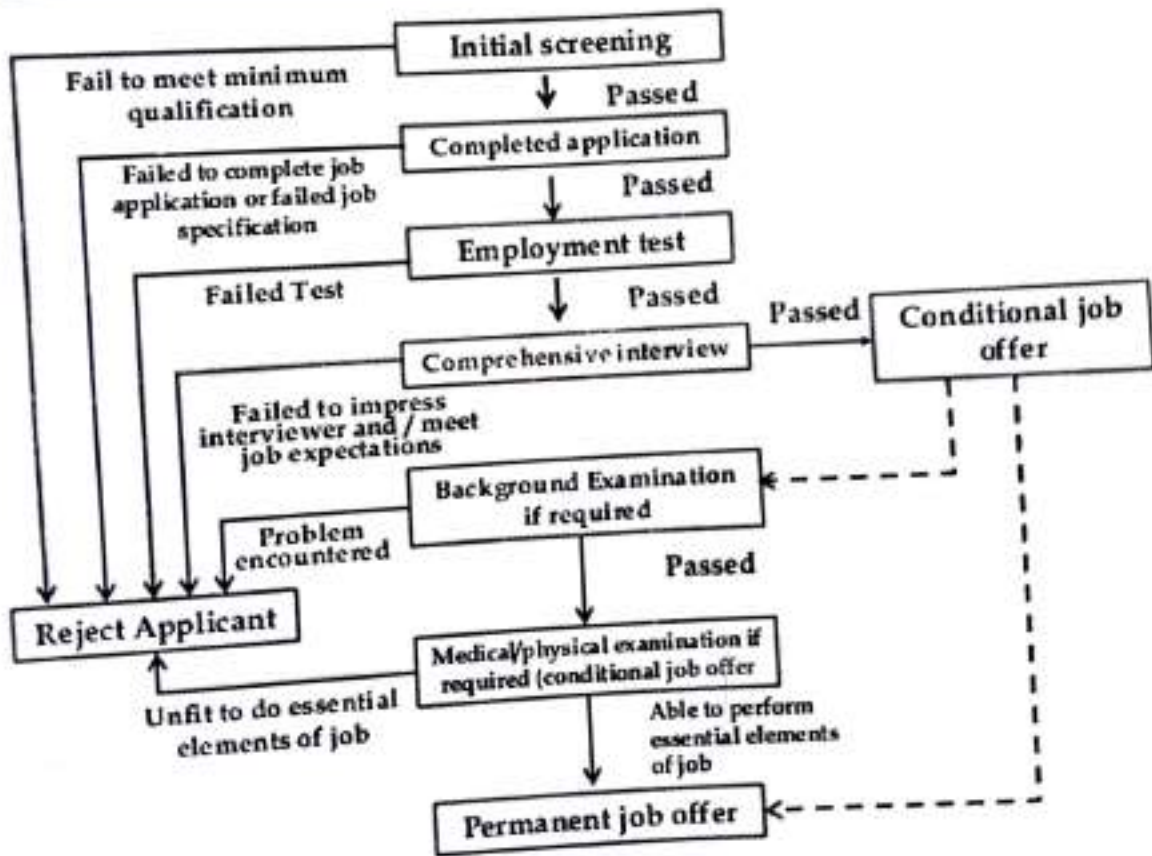 Initial screening
Fail to meet minimum
qualification
Passed
Completed application
Failed to complete job
application or failed job
specification
Passed
Employment test
Failed Test
Passed
Passed
Conditional job
offer
Comprehensive interview
Failed to impress
interviewer and / meet
job expectations
Background Examination
if required
Problem
encountered
Passed
Reject Applicant
Medical/physical examination if
required (conditional job offer
Unfit to do essential
elements of job
Able to perform
essential elements
of job
Permanent job offer